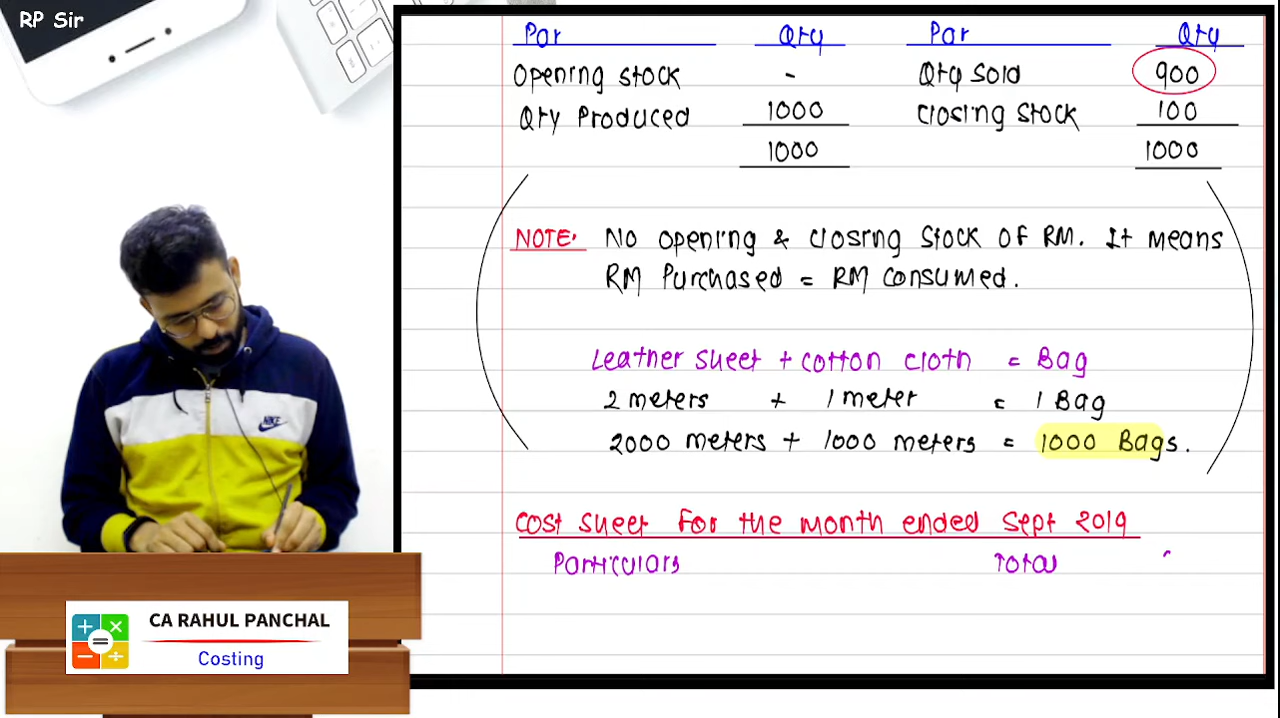 RP Sir
Par Qty Par Qty
Opening stock - Qty sold 900
Qty Produced 1000 Closing stock 100
1000 1000
NOTE: No opening & closing stock of RM. It means
RM Purchased = RM consumed.
Leather sheet + cotton cloth = Bag
2 meters + 1 meter = 1 Bag
2000 meters + 1000 meters = 1000 Bags.
Cost sheet for the month ended Sept 2019
Particulars Total
NIKE
CA RAHUL PANCHAL
Costing